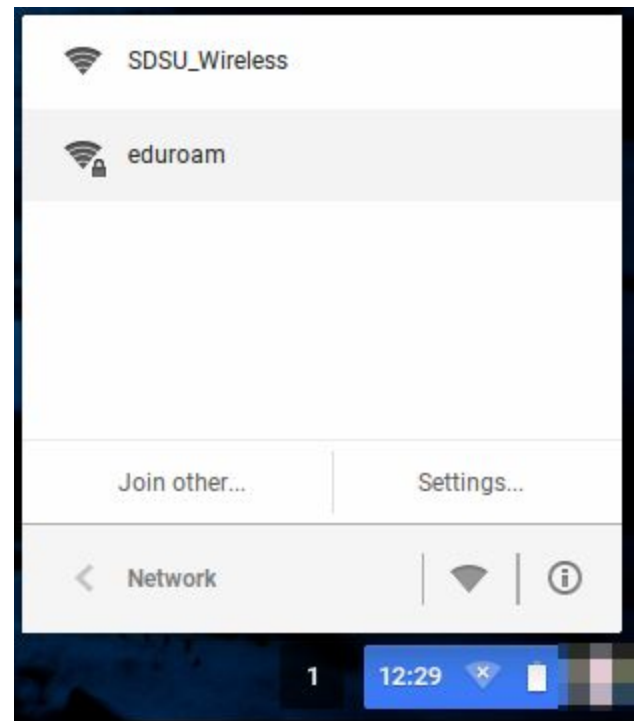 SDSU_Wireless
eduroam
Join other...
Settings...
Network
1
12:29